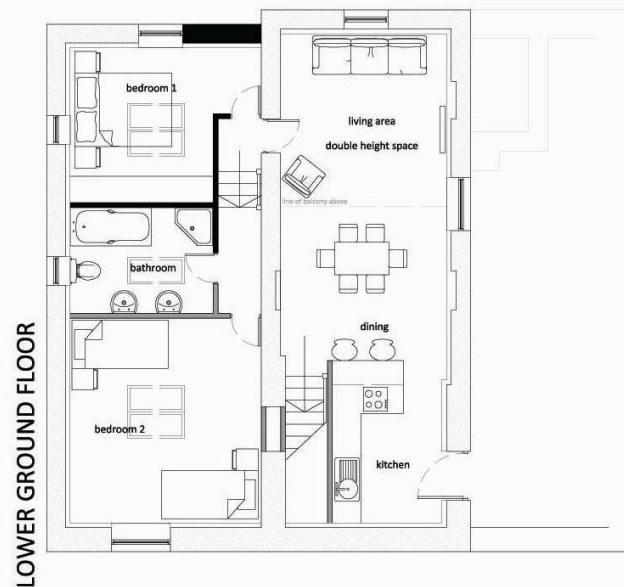 bedroom 1
living area
double height space
line of balcony above
bathroom
dining
bedroom 2
kitchen
LOWER GROUND FLOOR